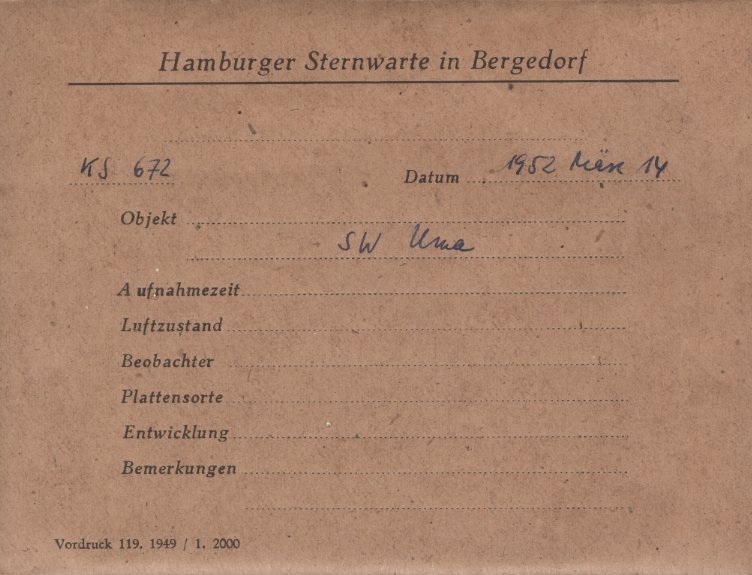 Hamburger Sternwarte in Bergedorf
KS 672 Datum 1952 März 14
Objekt
SW Uma
Aufnahmezeit
Luftzustand
Beobachter
Plattensorte
Entwicklung
Bemerkungen
Vordruck 119. 1949 / 1. 2000